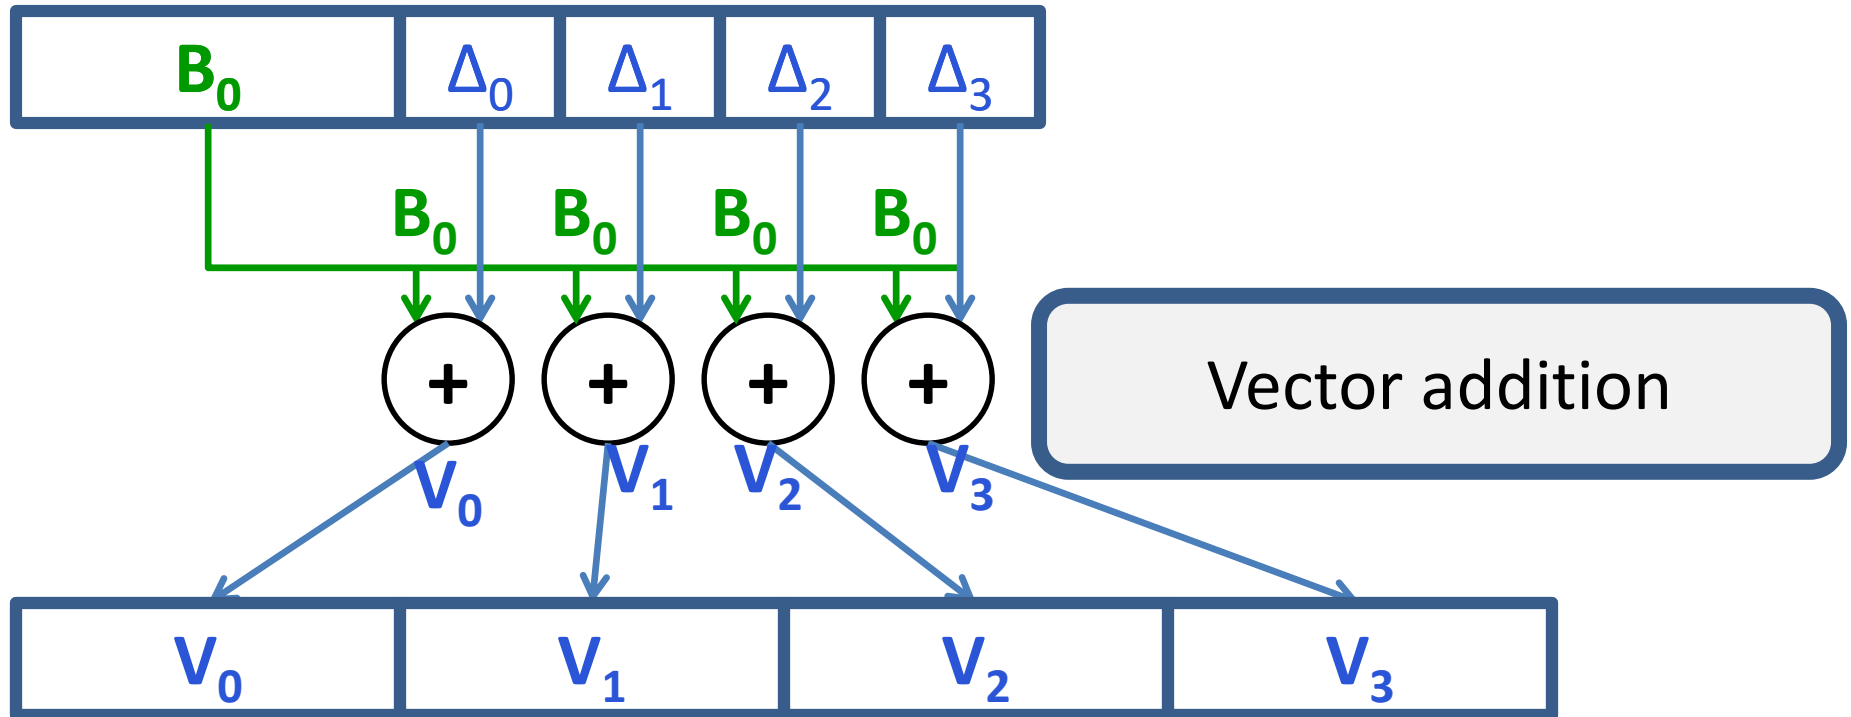 B₀ Δ₀ Δ₁ Δ₂ Δ₃
B₀ B₀ B₀ B₀
+ + + +
Vector addition
V₀ V₁ V₂ V₃
V₀ V₁ V₂ V₃